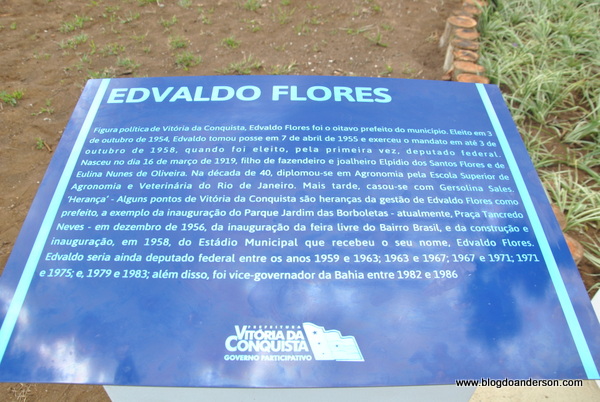 EDVALDO FLORES
Figura política de Vitória da Conquista, Edvaldo Flores foi o oitavo prefeito do município. Eleito em 3
de outubro de 1954, Edvaldo tomou posse em 7 de abril de 1955 e exerceu o mandato em até 3 de
outubro de 1958, quando foi eleito, pela primeira vez, deputado federal.
Nasceu no dia 16 de março de 1919, filho de fazendeiro e joalheiro Elpidio dos Santos Flores e de
Eulina Nunes de Oliveira. Na década de 40, diplomou-se em Agronomia pela Escola Superior de
Agronomia e Veterinária do Rio de Janeiro. Mais tarde, casou-se com Gersolina Sales.
'Herança' - Alguns pontos de Vitória da Conquista são heranças da gestão de Edvaldo Flores como
prefeito, a exemplo da inauguração do Parque Jardim das Borboletas - atualmente, Praça Tancredo
Neves - em dezembro de 1956, da inauguração da feira livre do Bairro Brasil, e da construção e
inauguração, em 1958, do Estádio Municipal que recebeu o seu nome, Edvaldo Flores.
Edvaldo seria ainda deputado federal entre os anos 1959 e 1963; 1963 e 1967; 1967 e 1971; 1971
e 1975; e, 1979 e 1983; além disso, foi vice-governador da Bahia entre 1982 e 1986
PREFEITURA
VITÓRIA DA
CONQUISTA
GOVERNO PARTICIPATIVO
www.blogdoanderson.com/